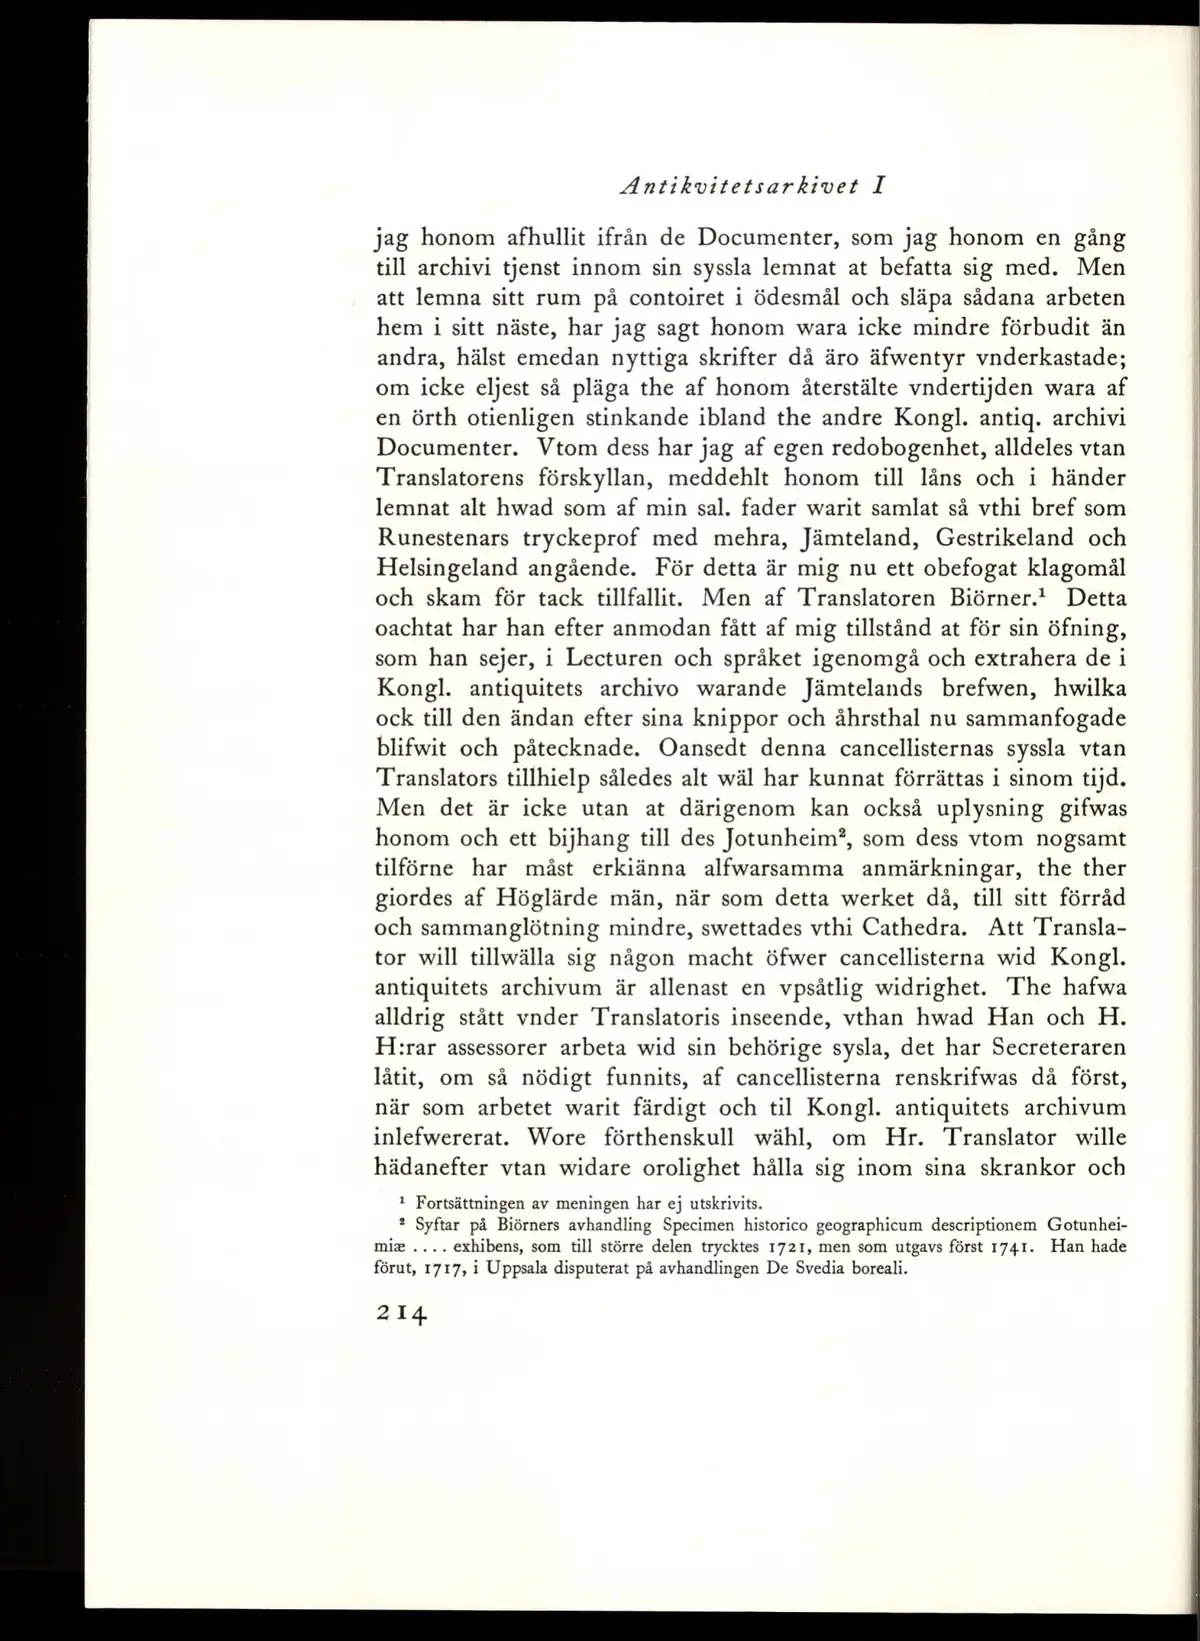 Antikvitetsarkivet I
jag honom afhullit ifrån de Documenter, som jag honom en gång
till archivi tjenst innom sin syssla lemnat at befatta sig med. Men
att lemna sitt rum på contoiret i ödesmål och släpa sådana arbeten
hem i sitt näste, har jag sagt honom wara icke mindre förbudit än
andra, hälst emedan nyttiga skrifter då äro äfwentyr vnderkastade;
om icke eljest så pläga the af honom återstälte vndertijden wara af
en örth otienligen stinkande ibland the andre Kongl. antiq. archivi
Documenter. Vtom dess har jag af egen redobogenhet, alldeles vtan
Translatorens förskyllan, meddehlt honom till låns och i händer
lemnat alt hwad som af min sal. fader warit samlat så vthi bref som
Runestenars tryckeprof med mehra, Jämteland, Gestrikeland och
Helsingeland angående. För detta är mig nu ett obefogat klagomål
och skam för tack tillfallit. Men af Translatoren Biörner.¹ Detta
oachtat har han efter anmodan fått af mig tillstånd at för sin öfning,
som han sejer, i Lecturen och språket igenomgå och extrahera de i
Kongl. antiquitets archivo warande Jämtelands brefwen, hwilka
ock till den ändan efter sina knippor och åhrsthal nu sammanfogade
blifwit och påtecknade. Oansedt denna cancellisternas syssla vtan
Translators tillhielp således alt wäl har kunnat förrättas i sinom tijd.
Men det är icke utan at därigenom kan också uplysning gifwas
honom och ett bijhang till des Jotunheim², som dess vtom nogsamt
tilförne har måst erkiänna alfwarsamma anmärkningar, the ther
giordes af Höglärde män, när som detta werket då, till sitt förråd
och sammanglötning mindre, swettades vthi Cathedra. Att Transla-
tor will tillwälla sig någon macht öfwer cancellisterna wid Kongl.
antiquitets archivum är allenast en vpsåtlig widrighet. The hafwa
alldrig stått vnder Translatoris inseende, vthan hwad Han och H.
H:rar assessorer arbeta wid sin behörige sysla, det har Secreteraren
låtit, om så nödigt funnits, af cancellisterna renskrifwas då först,
när som arbetet warit färdigt och til Kongl. antiquitets archivum
inlefwererat. Wore förthenskull wähl, om Hr. Translator wille
hädanefter vtan widare orolighet hålla sig inom sina skrankor och
¹ Fortsättningen av meningen har ej utskrivits.
² Syftar på Biörners avhandling Specimen historico geographicum descriptionem Gotunhei-
miæ .... exhibens, som till större delen trycktes 1721, men som utgavs först 1741. Han hade
förut, 1717, i Uppsala disputerat på avhandlingen De Svedia boreali.
214